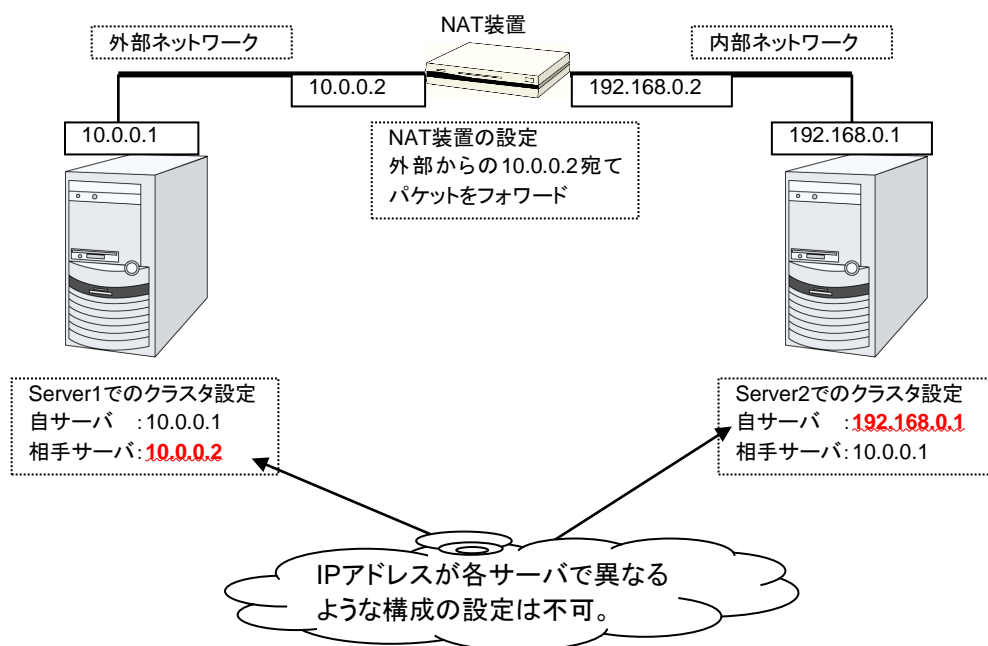 NAT装置
外部ネットワーク
内部ネットワーク
10.0.0.2
192.168.0.2
10.0.0.1
192.168.0.1
NAT装置の設定
外部からの10.0.0.2宛て
パケットをフォワード
Server1でのクラスタ設定
自サーバ :10.0.0.1
相手サーバ:10.0.0.2
Server2でのクラスタ設定
自サーバ :192.168.0.1
相手サーバ:10.0.0.1
IPアドレスが各サーバで異なる
ような構成の設定は不可。